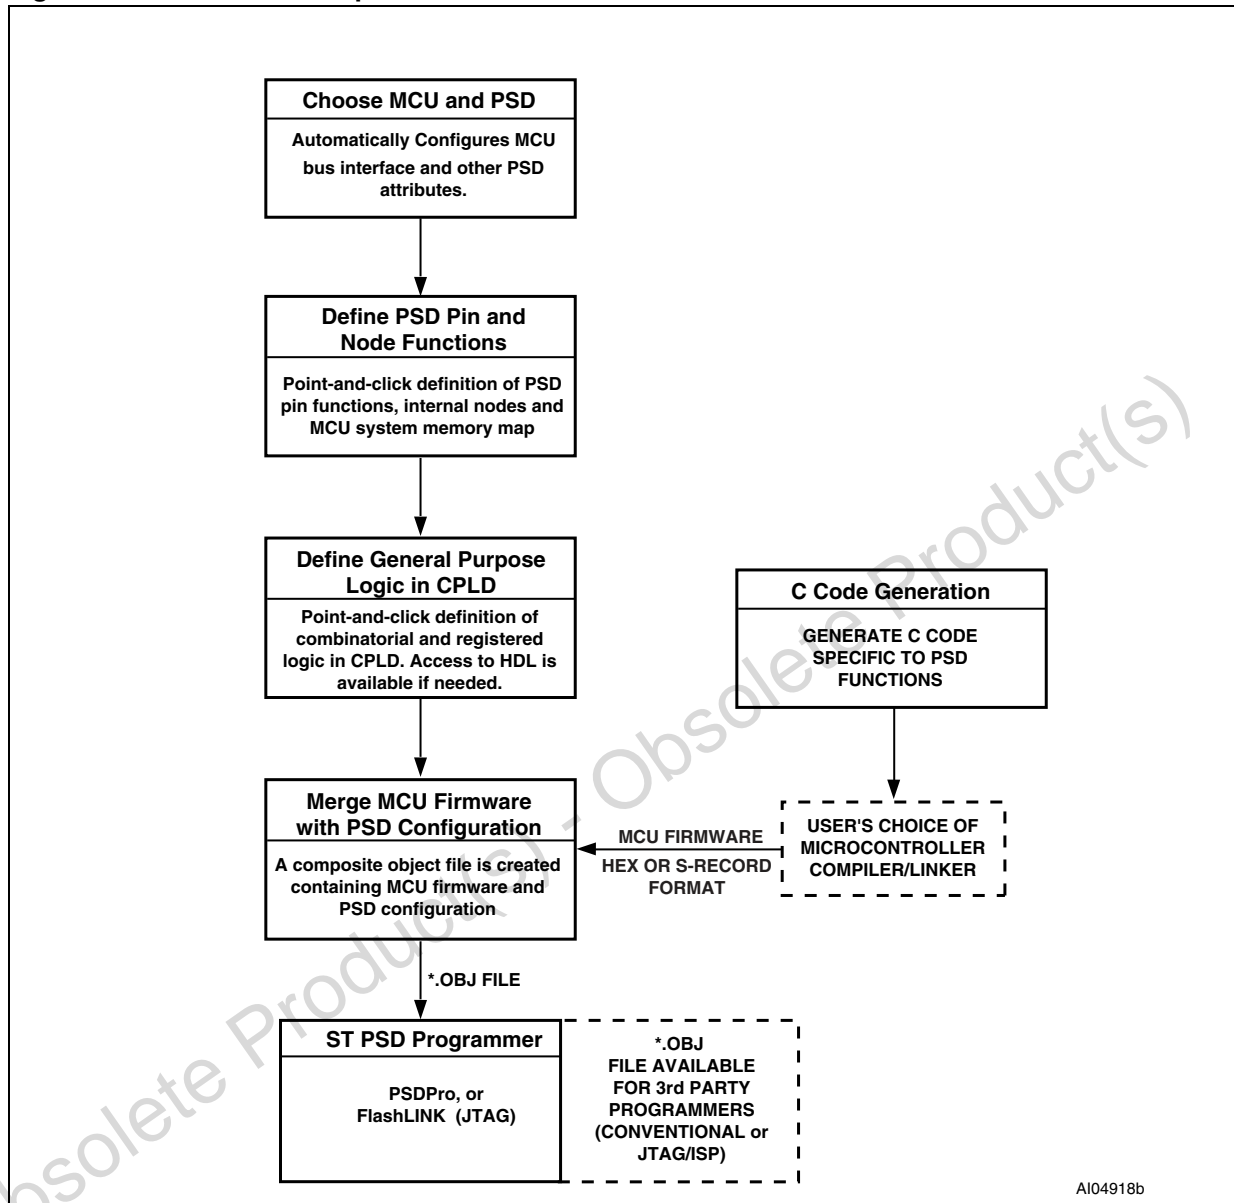 Choose MCU and PSD
Automatically Configures MCU
bus interface and other PSD
attributes.
Define PSD Pin and
Node Functions
Point-and-click definition of PSD
pin functions, internal nodes and
MCU system memory map
Define General Purpose
Logic in CPLD
Point-and-click definition of
combinatorial and registered
logic in CPLD. Access to HDL is
available if needed.
C Code Generation
GENERATE C CODE
SPECIFIC TO PSD
FUNCTIONS
Merge MCU Firmware
with PSD Configuration
A composite object file is created
containing MCU firmware and
PSD configuration
MCU FIRMWARE
HEX OR S-RECORD
FORMAT
USER'S CHOICE OF
MICROCONTROLLER
COMPILER/LINKER
*.OBJ FILE
ST PSD Programmer
PSDPro, or
FlashLINK (JTAG)
*.OBJ
FILE AVAILABLE
FOR 3rd PARTY
PROGRAMMERS
(CONVENTIONAL or
JTAG/ISP)
AI04918b
obsolete Product(s) - Obsolete Product(s)